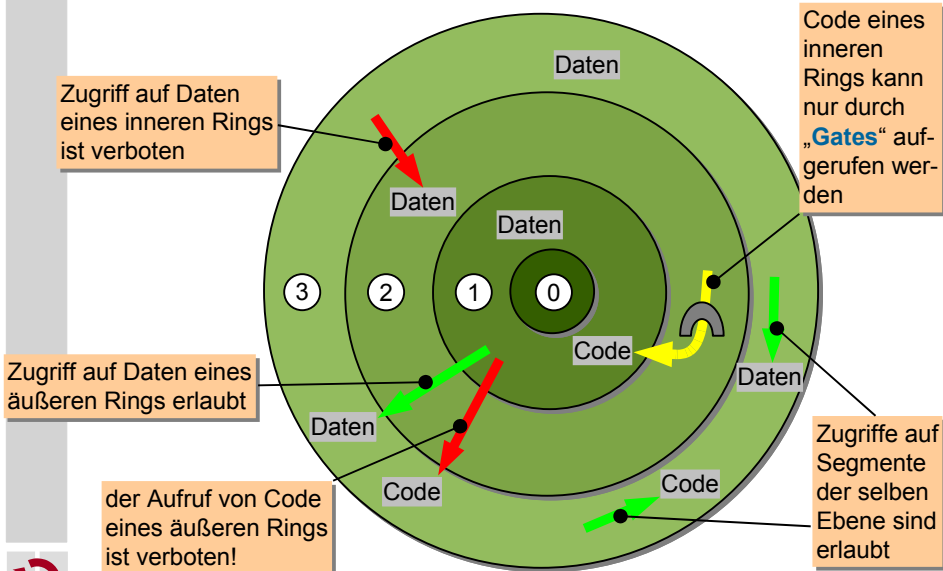 Code eines
inneren
Rings kann
nur durch
„Gates“ auf-
gerufen wer-
den
Daten
Zugriff auf Daten
eines inneren Rings
ist verboten
Daten
Daten
3
2
1
0
Code
Daten
Zugriff auf Daten eines
äußeren Rings erlaubt
Daten
Code
Code
Zugriffe auf
Segmente
der selben
Ebene sind
erlaubt
der Aufruf von Code
eines äußeren Rings
ist verboten!